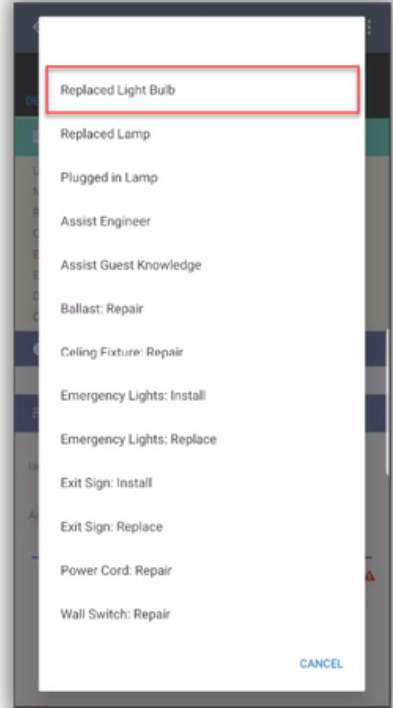 Replaced Light Bulb
Replaced Lamp
Plugged in Lamp
Assist Engineer
Assist Guest Knowledge
Ballast: Repair
Celing Fixture: Repair
Emergency Lights: Install
Emergency Lights: Replace
Exit Sign: Install
Exit Sign: Replace
Power Cord: Repair
Wall Switch: Repair
CANCEL